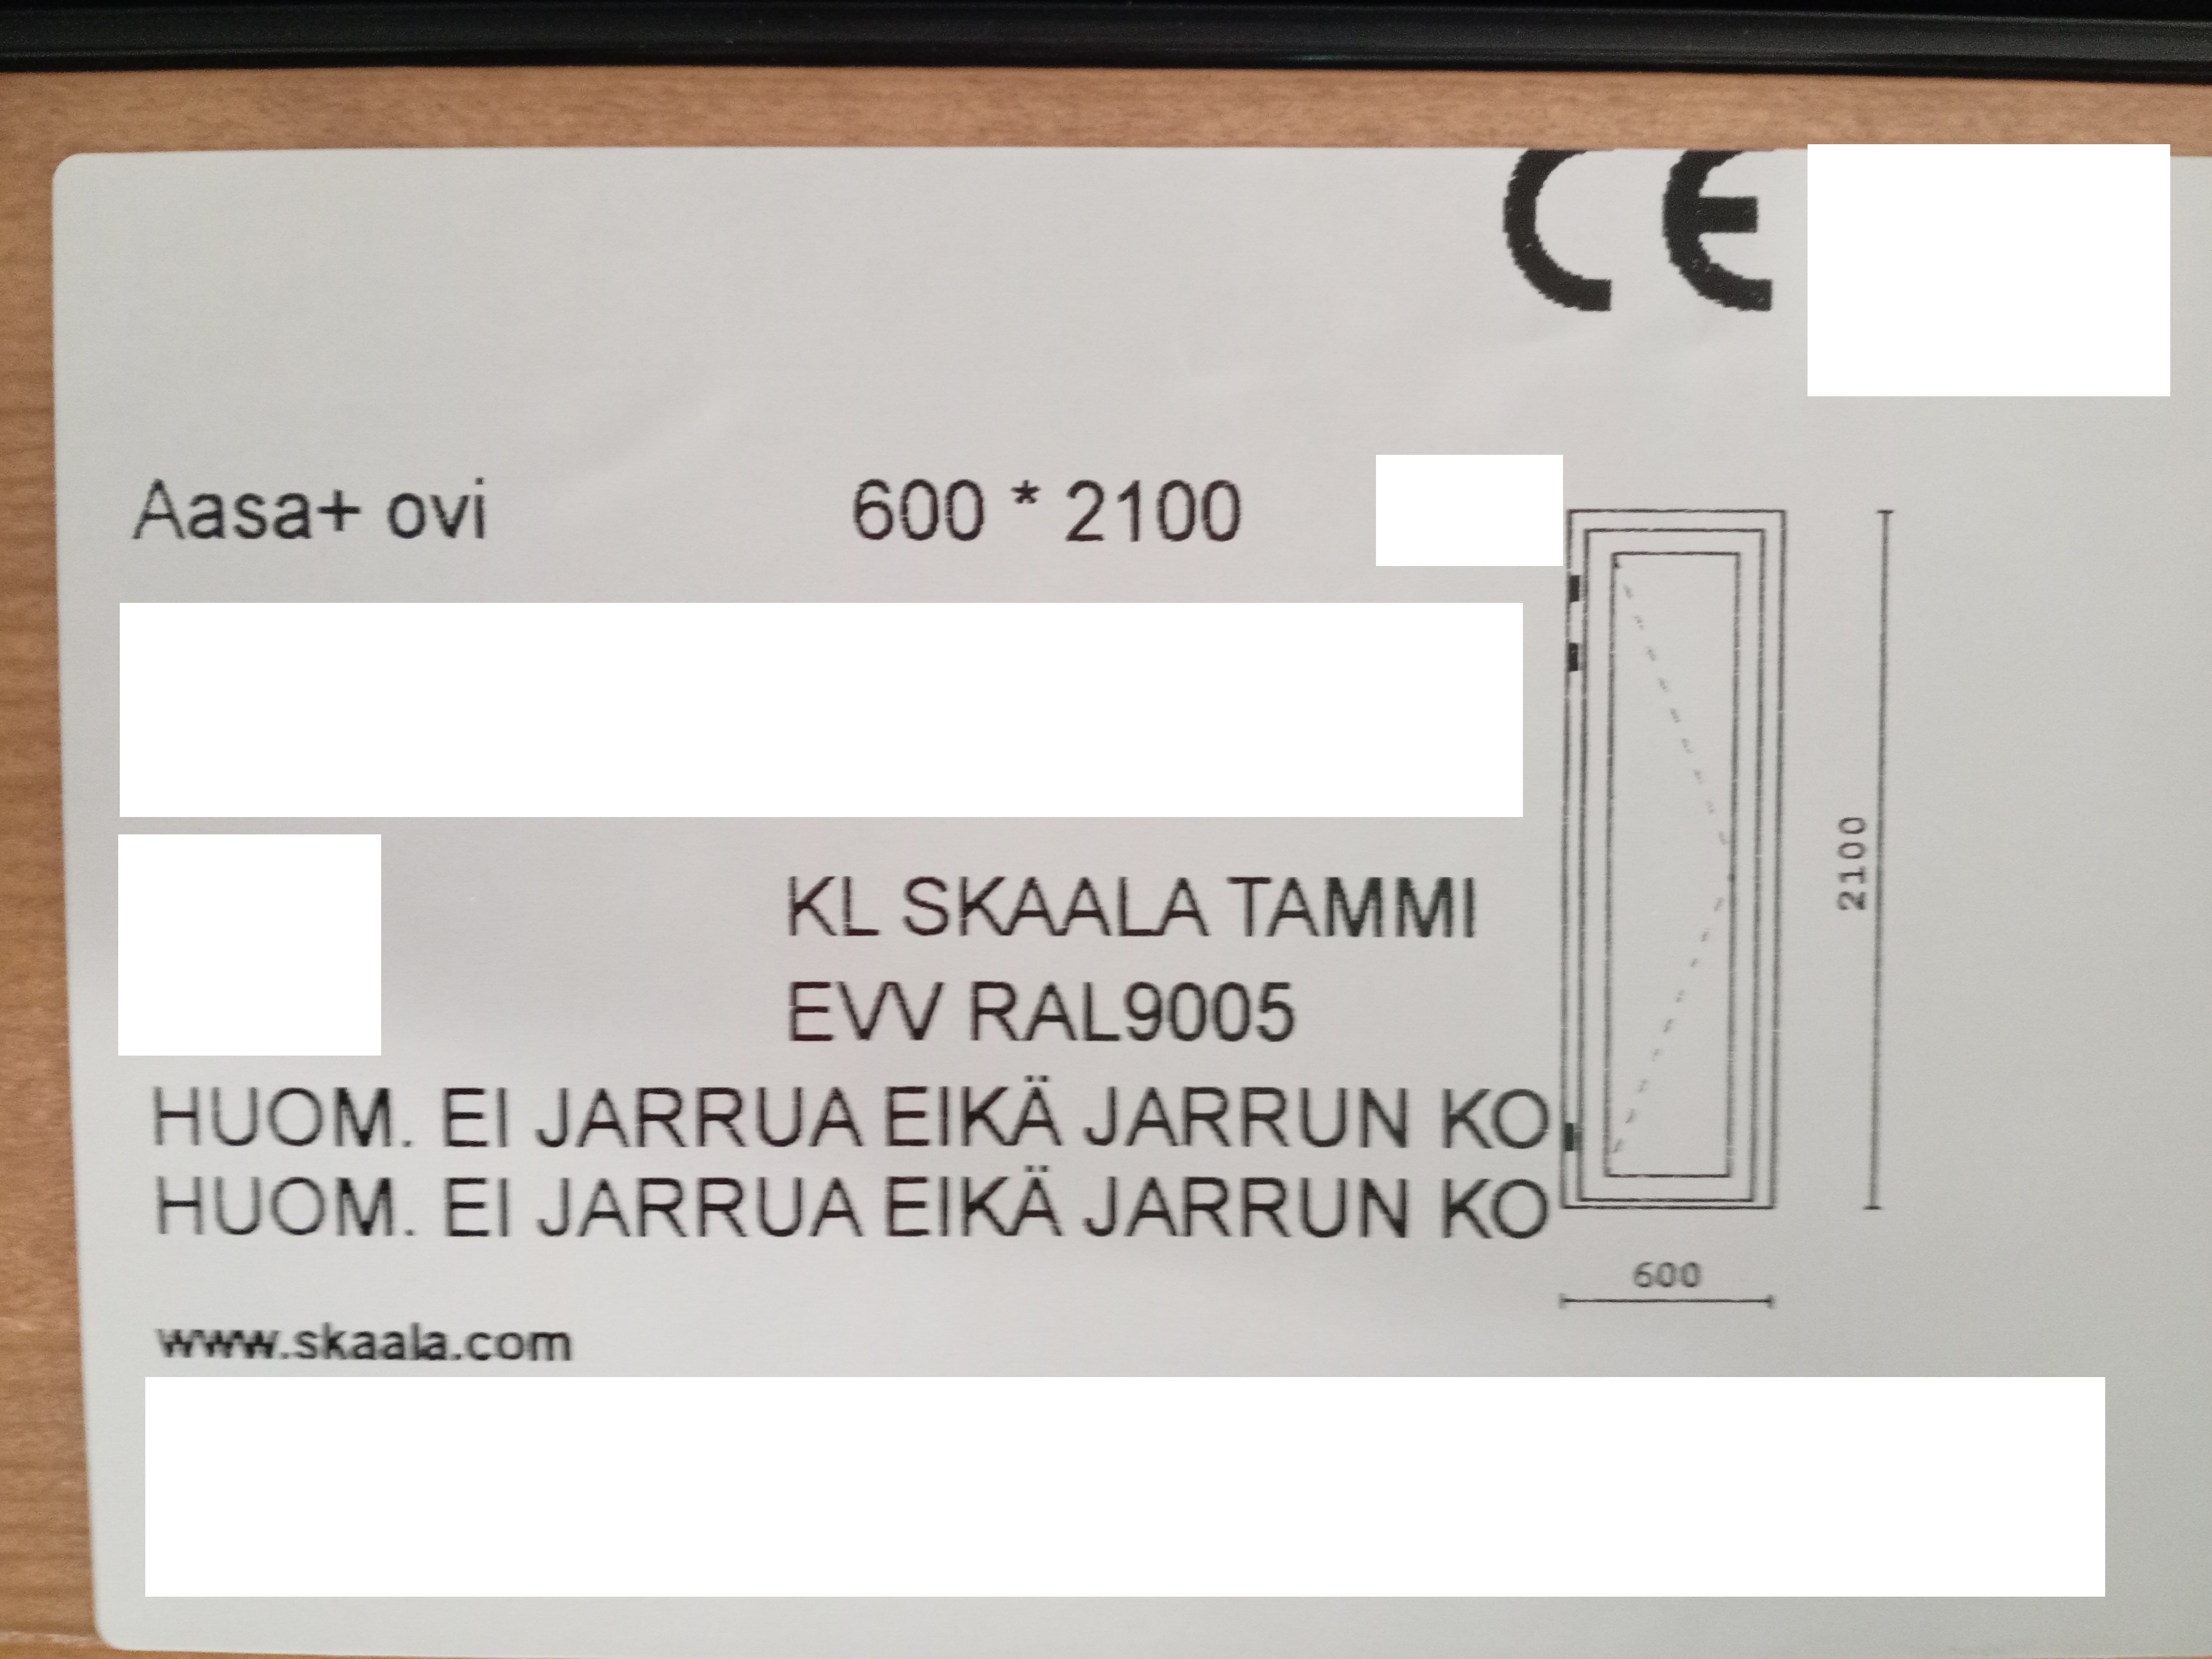 CE
Aasa+ ovi 600 * 2100
KL SKAALA TAMMI
EVV RAL9005
HUOM. EI JARRUA EIKÄ JARRUN KO
HUOM. EI JARRUA EIKÄ JARRUN KO
2100
600
www.skaala.com